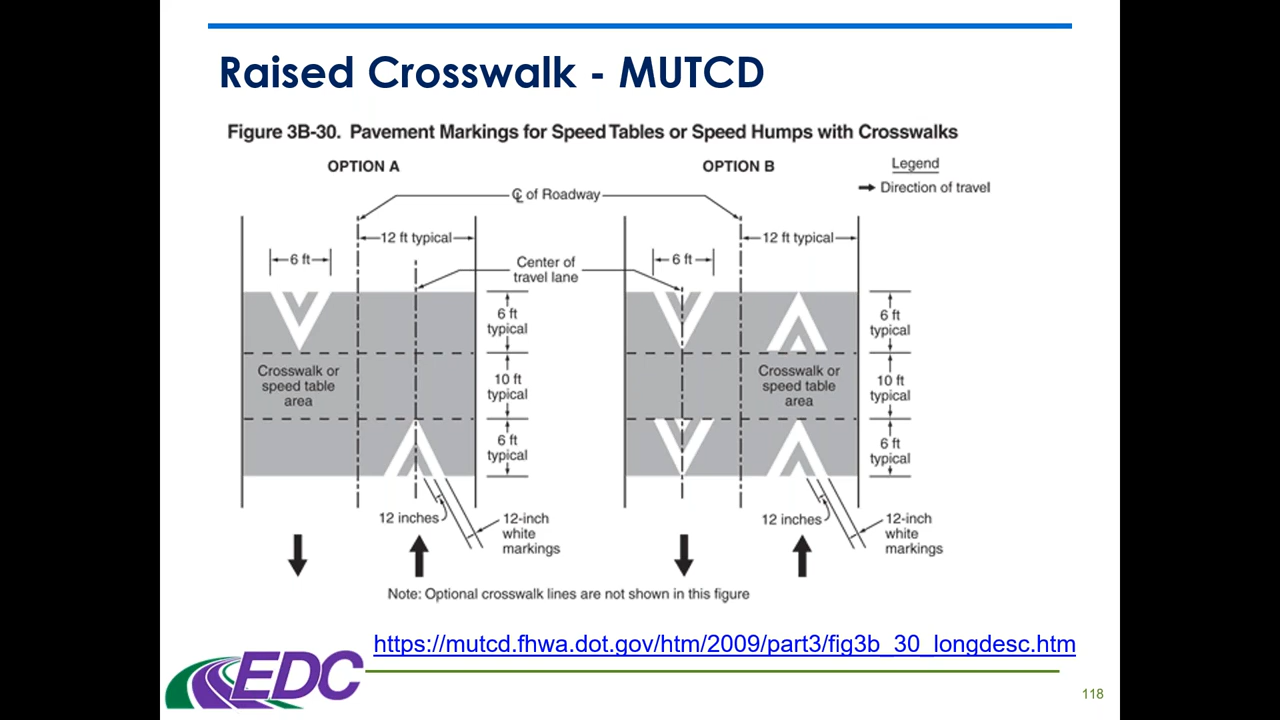 Raised Crosswalk - MUTCD
Figure 3B-30. Pavement Markings for Speed Tables or Speed Humps with Crosswalks
OPTION A
OPTION B
Legend
Direction of travel
℄ of Roadway
12 ft typical
12 ft typical
6 ft
Center of
travel lane
6 ft
6 ft
typical
6 ft
typical
Crosswalk or
speed table
area
10 ft
typical
Crosswalk or
speed table
area
10 ft
typical
6 ft
typical
6 ft
typical
12 inches
12-inch
white
markings
12 inches
12-inch
white
markings
Note: Optional crosswalk lines are not shown in this figure
https://mutcd.fhwa.dot.gov/htm/2009/part3/fig3b_30_longdesc.htm
EDC
118